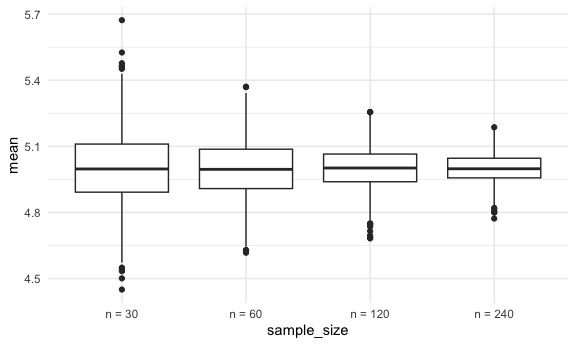 5.7
5.4
5.1
4.8
4.5
mean
n = 30
n = 60
n = 120
n = 240
sample_size